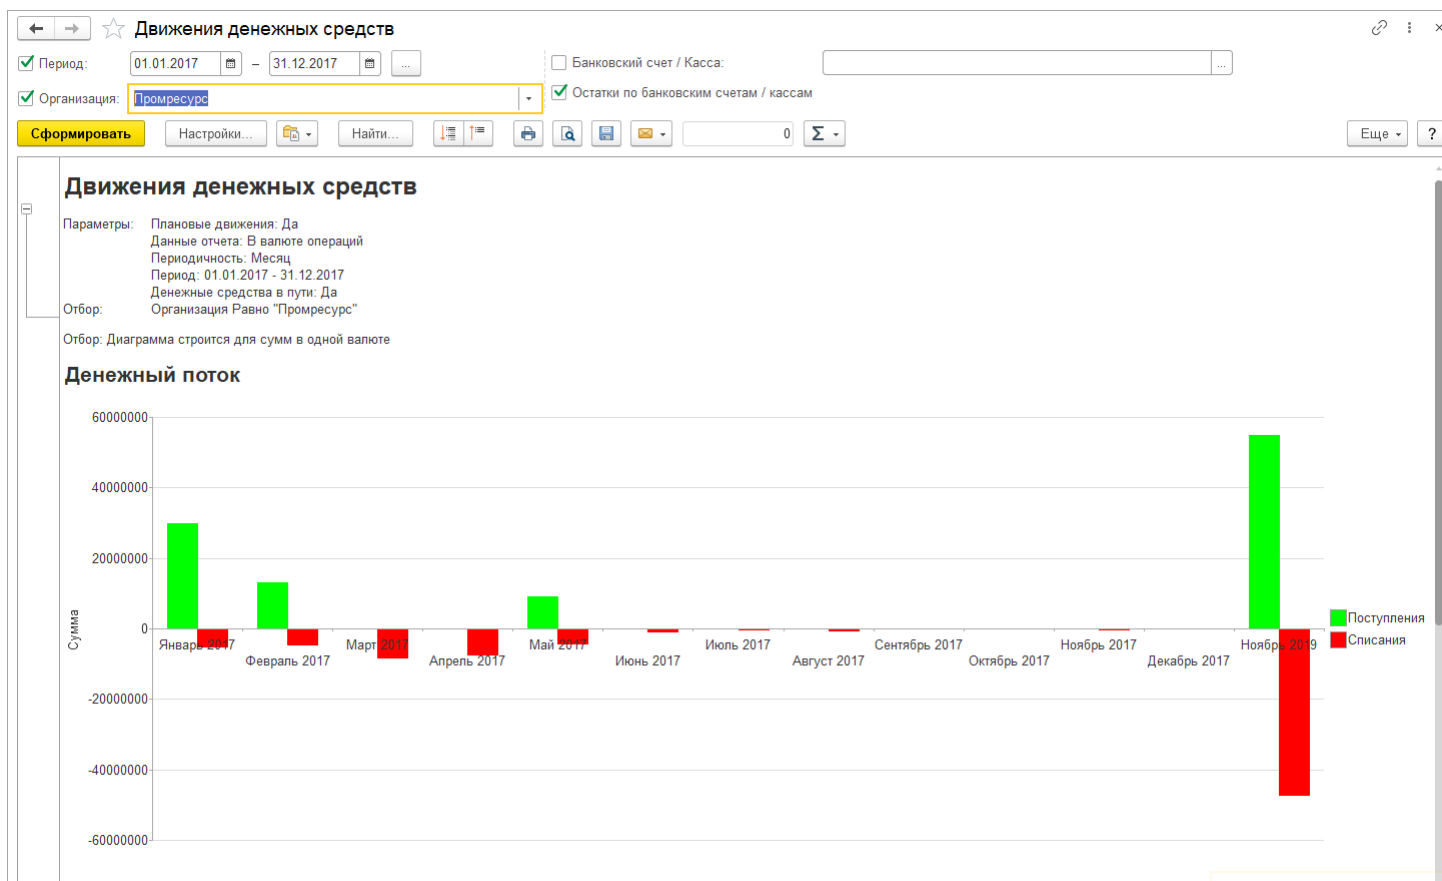 Движения денежных средств
Период: 01.01.2017 – 31.12.2017 ... Банковский счет / Касса: ...
Организация: Промресурс Остатки по банковским счетам / кассам
Сформировать Настройки... Найти... 0 Σ Еще ?
Движения денежных средств
Параметры: Плановые движения: Да
Данные отчета: В валюте операций
Периодичность: Месяц
Период: 01.01.2017 - 31.12.2017
Денежные средства в пути: Да
Отбор: Организация Равно "Промресурс"
Отбор: Диаграмма строится для сумм в одной валюте
Денежный поток
60000000
40000000
20000000
0
-20000000
-40000000
-60000000
Сумма
Январь 2017
Февраль 2017
Март 2017
Апрель 2017
Май 2017
Июнь 2017
Июль 2017
Август 2017
Сентябрь 2017
Октябрь 2017
Ноябрь 2017
Декабрь 2017
Ноябрь 2019
Поступления
Списания